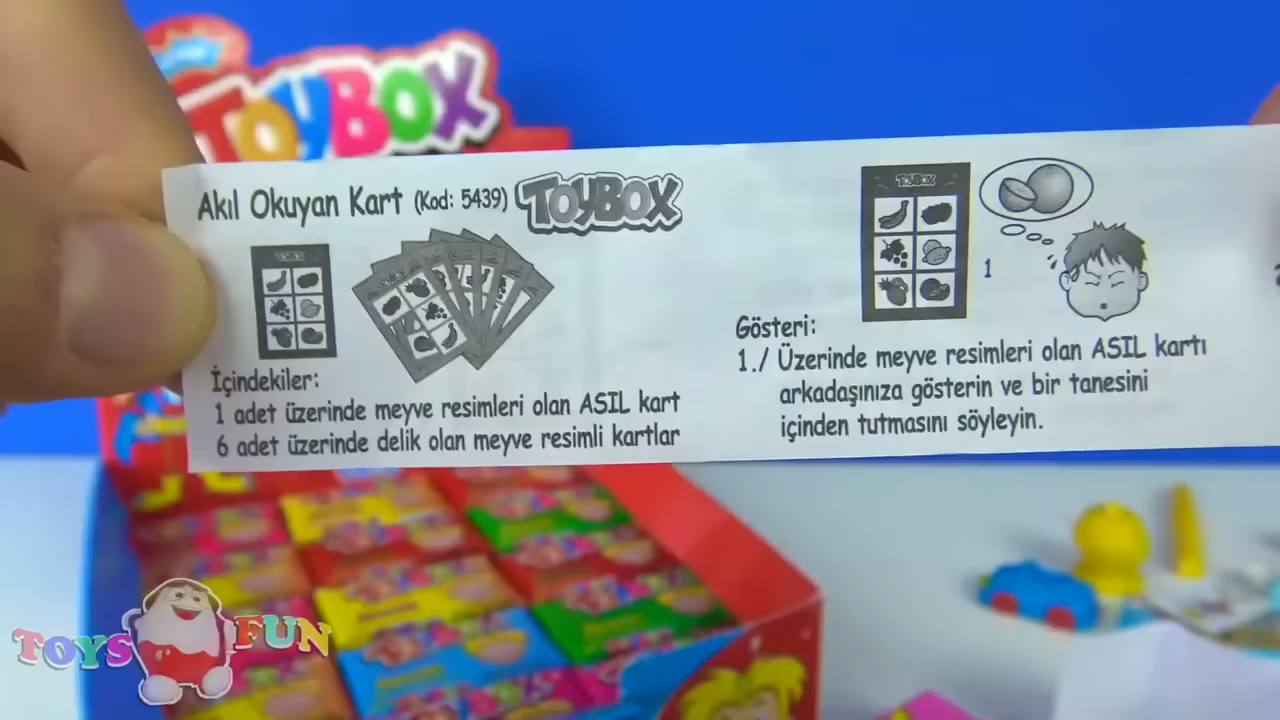 TOYBOX
Akıl Okuyan Kart (Kod: 5439) TOYBOX
İçindekiler:
1 adet üzerinde meyve resimleri olan ASIL kart
6 adet üzerinde delik olan meyve resimli kartlar
TOYBOX
1
Gösteri:
1./ Üzerinde meyve resimleri olan ASIL kartı
arkadaşınıza gösterin ve bir tanesini
içinden tutmasını söyleyin.
TOYS FUN